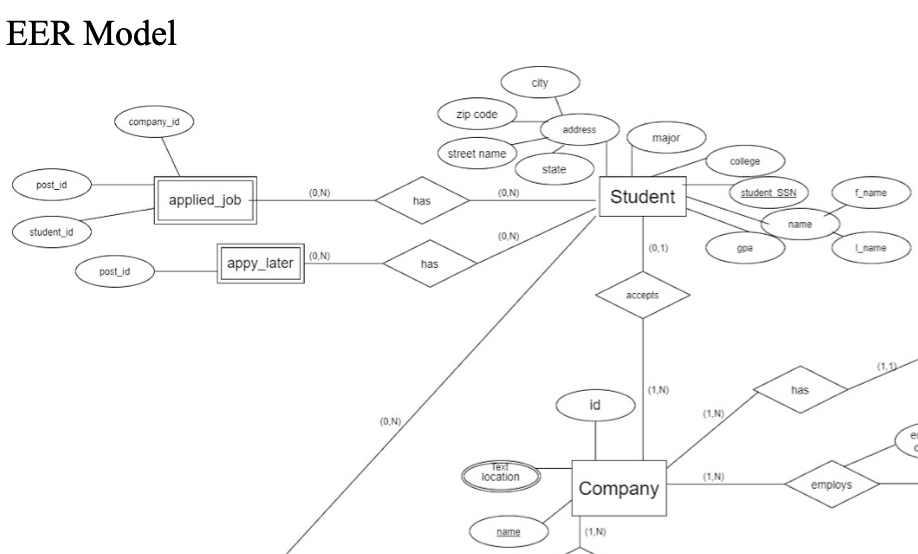 EER Model
city
company_id
zip code
address
major
street name
college
state
post_id
applied_job
(0,N)
has
(0,N)
Student
student_SSN
f_name
student_id
name
(0,N)
gpa
l_name
post_id
appy_later
(0,N)
has
(0,1)
accepts
(1,1)
(1,N)
has
id
(1,N)
(0,N)
Text
location
Company
(1,N)
employs
name
(1,N)